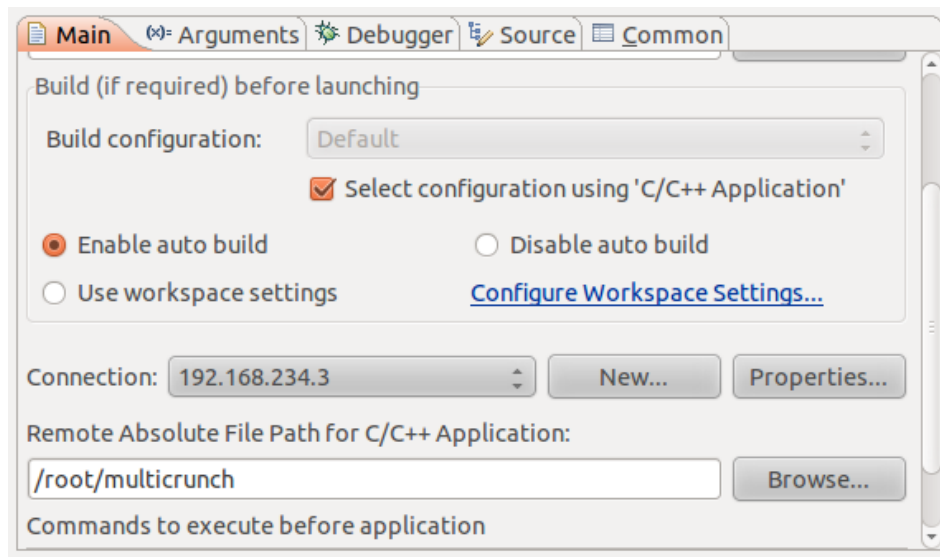 Main (x)= Arguments Debugger Source Common
Build (if required) before launching
Build configuration: Default
Select configuration using 'C/C++ Application'
Enable auto build Disable auto build
Use workspace settings Configure Workspace Settings...
Connection: 192.168.234.3 New... Properties...
Remote Absolute File Path for C/C++ Application:
/root/multicrunch Browse...
Commands to execute before application